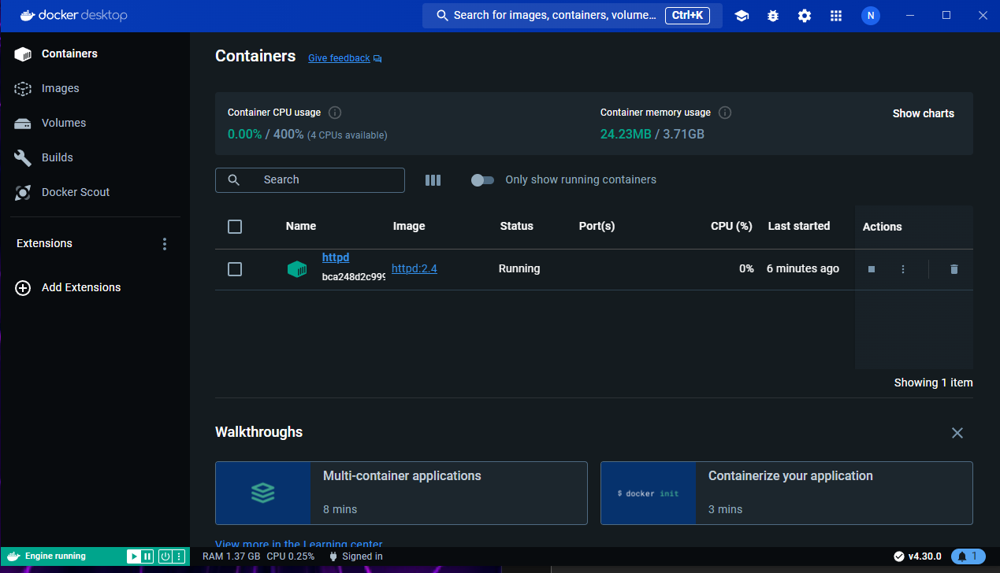 docker desktop
Search for images, containers, volume... Ctrl+K
N
Containers
Images
Volumes
Builds
Docker Scout
Extensions
Add Extensions
Containers Give feedback
Container CPU usage
0.00% / 400% (4 CPUs available)
Container memory usage
24.23MB / 3.71GB
Show charts
Search
Only show running containers
Name Image Status Port(s) CPU (%) Last started Actions
httpd
bca248d2c999
httpd:2.4 Running 0% 6 minutes ago
Showing 1 item
Walkthroughs
Multi-container applications
8 mins
$ docker init
Containerize your application
3 mins
View more in the Learning center
Engine running
RAM 1.37 GB CPU 0.25% Signed in
v4.30.0
1